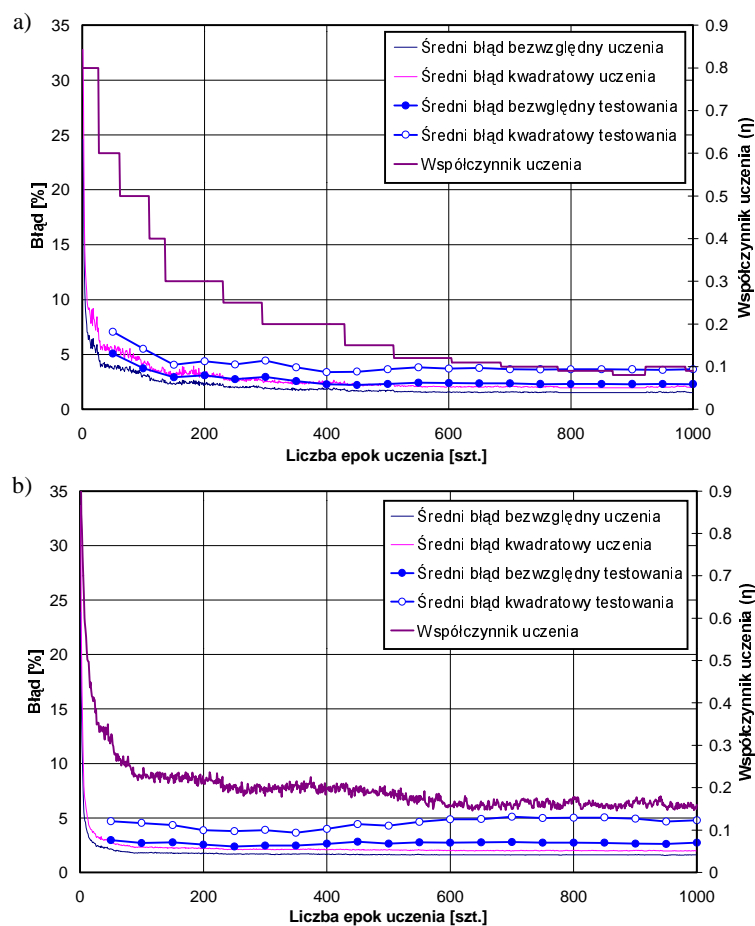 a)
Średni błąd bezwzględny uczenia
Średni błąd kwadratowy uczenia
Średni błąd bezwględny testowania
Średni błąd kwadratowy testowania
Współczynnik uczenia
Błąd [%]
35
30
25
20
15
10
5
0
0.9
0.8
0.7
0.6
0.5
0.4
0.3
0.2
0.1
0
Współczynnik uczenia (η)
0 200 400 600 800 1000
Liczba epok uczenia [szt.]
b)
Średni błąd bezwzględny uczenia
Średni błąd kwadratowy uczenia
Średni błąd bezwzględny testowania
Średni błąd kwadratowy testowania
Współczynnik uczenia
Błąd [%]
35
30
25
20
15
10
5
0
0.9
0.8
0.7
0.6
0.5
0.4
0.3
0.2
0.1
0
Współczynnik uczenia (η)
0 200 400 600 800 1000
Liczba epok uczenia [szt.]